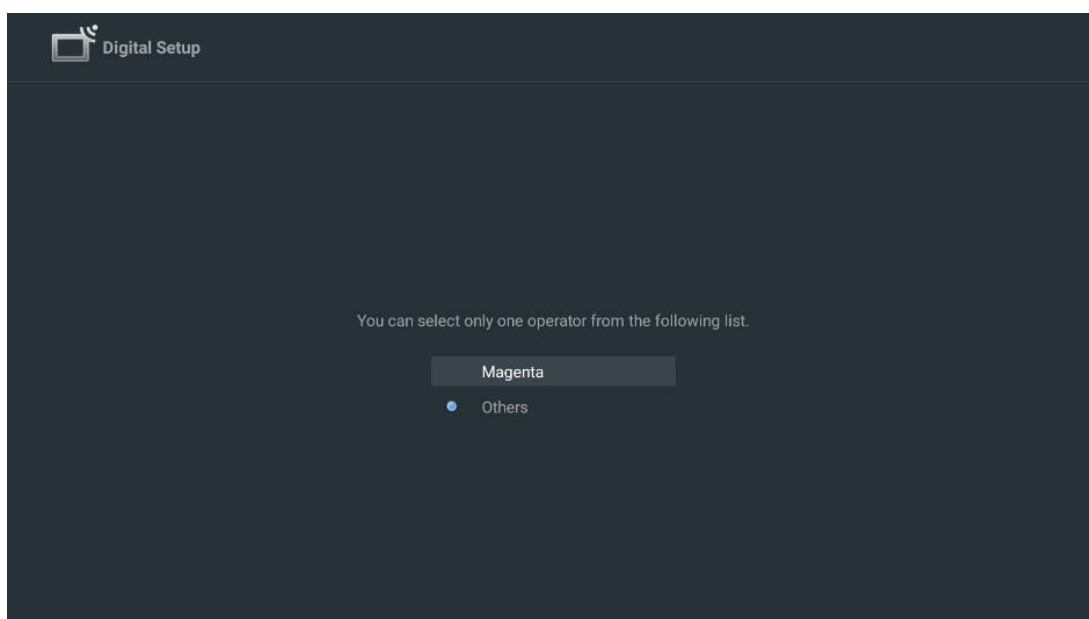 Digital Setup
You can select only one operator from the following list.
Magenta
Others